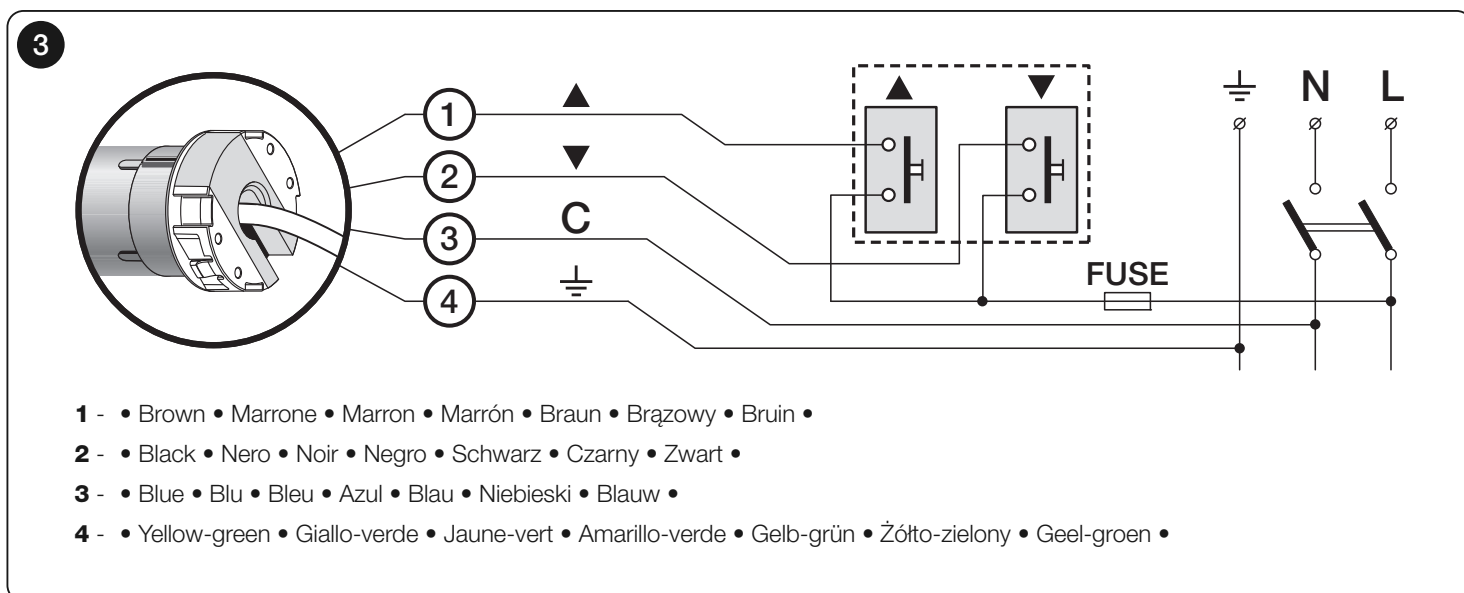 3
N L
1
2
C
3
FUSE
4
1 - • Brown • Marrone • Marron • Marrón • Braun • Brązowy • Bruin •
2 - • Black • Nero • Noir • Negro • Schwarz • Czarny • Zwart •
3 - • Blue • Blu • Bleu • Azul • Blau • Niebieski • Blauw •
4 - • Yellow-green • Giallo-verde • Jaune-vert • Amarillo-verde • Gelb-grün • Żółto-zielony • Geel-groen •